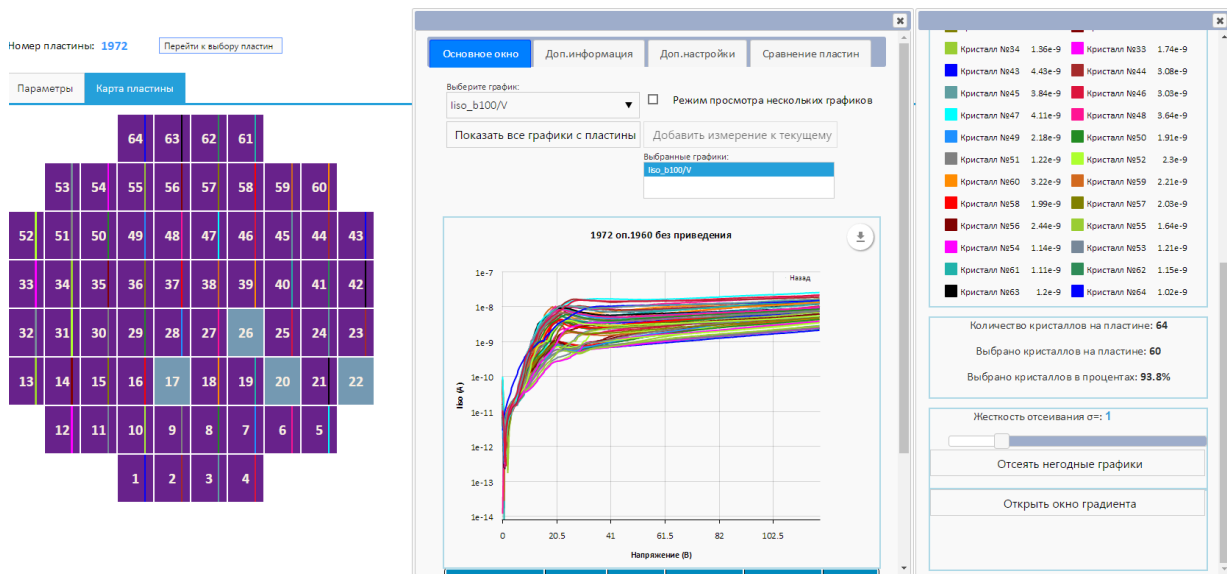 Номер пластины: 1972 Перейти к выбору пластин
Параметры Карта пластины
64 63 62 61
53 54 55 56 57 58 59 60
52 51 50 49 48 47 46 45 44 43
33 34 35 36 37 38 39 40 41 42
32 31 30 29 28 27 26 25 24 23
13 14 15 16 17 18 19 20 21 22
12 11 10 9 8 7 6 5
1 2 3 4
Основное окно Доп.информация Доп.настройки Сравнение пластин
Выберите график:
Iiso_b100/V
Режим просмотра нескольких графиков
Показать все графики с пластины Добавить измерение к текущему
Выбранные графики:
Iiso_b100/V
1972 оп.1960 без приведения
Назад
1e-7
1e-8
1e-9
1e-10
1e-11
1e-12
1e-13
1e-14
Iiso (A)
0 20.5 41 61.5 82 102.5
Напряжение (В)
Кристалл №34 1.36e-9 Кристалл №33 1.74e-9
Кристалл №43 4.43e-9 Кристалл №44 3.08e-9
Кристалл №45 3.84e-9 Кристалл №46 3.03e-9
Кристалл №47 4.11e-9 Кристалл №48 3.64e-9
Кристалл №49 2.18e-9 Кристалл №50 1.91e-9
Кристалл №51 1.22e-9 Кристалл №52 2.3e-9
Кристалл №60 3.22e-9 Кристалл №59 2.21e-9
Кристалл №58 1.99e-9 Кристалл №57 2.03e-9
Кристалл №56 2.44e-9 Кристалл №55 1.64e-9
Кристалл №54 1.14e-9 Кристалл №53 1.21e-9
Кристалл №61 1.11e-9 Кристалл №62 1.15e-9
Кристалл №63 1.2e-9 Кристалл №64 1.02e-9
Количество кристаллов на пластине: 64
Выбрано кристаллов на пластине: 60
Выбрано кристаллов в процентах: 93.8%
Жесткость отсеивания σ=: 1
Отсеять негодные графики
Открыть окно градиента